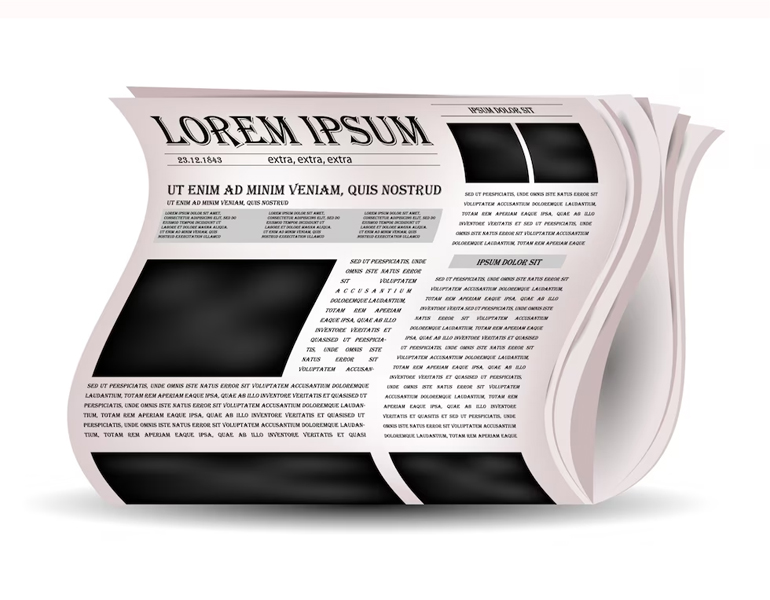 LOREM IPSUM
23.12.1843 extra, extra, extra
UT ENIM AD MINIM VENIAM, QUIS NOSTRUD
UT ENIM AD MINIM VENIAM, QUIS NOSTRUD
LOREM IPSUM DOLOR SIT AMET,
CONSECTETUR ADIPISCING ELIT, SED DO
EIUSMOD TEMPOR INCIDIDUNT UT
LABORE ET DOLORE MAGNA ALIQUA.
UT ENIM AD MINIM VENIAM, QUIS
NOSTRUD EXERCITATION ULLAMCO
LOREM IPSUM DOLOR SIT AMET,
CONSECTETUR ADIPISCING ELIT, SED DO
EIUSMOD TEMPOR INCIDIDUNT UT
LABORE ET DOLORE MAGNA ALIQUA.
UT ENIM AD MINIM VENIAM, QUIS
NOSTRUD EXERCITATION ULLAMCO
LOREM IPSUM DOLOR SIT AMET,
CONSECTETUR ADIPISCING ELIT, SED DO
EIUSMOD TEMPOR INCIDIDUNT UT
LABORE ET DOLORE MAGNA ALIQUA.
UT ENIM AD MINIM VENIAM, QUIS
NOSTRUD EXERCITATION ULLAMCO
SED UT PERSPICIATIS, UNDE
OMNIS ISTE NATUS ERROR
SIT VOLUPTATEM
ACCUSANTIUM
DOLOREMQUE LAUDANTIUM,
TOTAM REM APERIAM
EAQUE IPSA, QUAE AB ILLO
INVENTORE VERITATIS ET
QUASISED UT PERSPICIA-
TIS, UNDE OMNIS ISTE
NATUS ERROR SIT
VOLUPTATEM ACCUSAN-
SED UT PERSPICIATIS, UNDE OMNIS ISTE NATUS ERROR SIT VOLUPTATEM ACCUSANTIUM DOLOREMQUE
LAUDANTIUM, TOTAM REM APERIAM EAQUE IPSA, QUAE AB ILLO INVENTORE VERITATIS ET QUASISED UT
PERSPICIATIS, UNDE OMNIS ISTE NATUS ERROR SIT VOLUPTATEM ACCUSANTIUM DOLOREMQUE LAUDAN-
TIUM, TOTAM REM APERIAM EAQUE IPSA, QUAE AB ILLO INVENTORE VERITATIS ET QUASISED UT
PERSPICIATIS, UNDE OMNIS ISTE NATUS ERROR SIT VOLUPTATEM ACCUSANTIUM DOLOREMQUE LAUDAN-
TIUM, TOTAM REM APERIAM EAQUE IPSA, QUAE AB ILLO INVENTORE VERITATIS ET QUASI
IPSUM DOLOR SIT
SED UT PERSPICIATIS, UNDE OMNIS ISTE NATUS ERROR SIT
VOLUPTATEM ACCUSANTIUM DOLOREMQUE LAUDANTIUM,
TOTAM REM APERIAM EAQUE IPSA, QUAE AB ILLO
INVENTORE VERITATIS ET QUASISED UT PERSPICIATIS, UNDE
OMNIS ISTE NATUS ERROR SIT VOLUPTATEM ACCUSANTIUM
DOLOREMQUE LAUDANTIUM, TOTAM REM APERIAM EAQUE
IPSUM DOLOR SIT
SED UT PERSPICIATIS, UNDE OMNIS ISTE NATUS ERROR SIT
VOLUPTATEM ACCUSANTIUM DOLOREMQUE LAUDANTIUM,
TOTAM REM APERIAM EAQUE IPSA, QUAE AB ILLO
INVENTORE VERITA SED UT PERSPICIATIS, UNDE OMNIS ISTE
NATUS ERROR SIT VOLUPTATEM ACCUSANTIUM
DOLOREMQUE LAUDANTIUM, TOTAM REM APERIAM EAQUE
IPSA, QUAE AB ILLO INVENTORE VERITATIS ET QUASISED
UT PERSPICIATIS, UNDE OMNIS ISTE NATUS ERROR SIT
VOLUPTATEM ACCUSANTIUM DOLOREMQUE LAUDANTIUM,
TOTAM REM APERIAM EAQUE IPSA, QUAE AB ILLO
INVENTORE VERITATIS ET QUASISED UT PERSPICIATIS,
UNDE OMNIS ISTE NATUS ERROR SIT VOLUPTATEM
ACCUSANTIUM DOLOREMQUE LAUDANTIUM, TOTAM REM
APERIAM EAQUE IPSA, QUAE AB ILLO INVENTORE
VERITATIS ET QUASISED UT PERSPICIATIS, UNDE OMNIS
ISTE NATUS ERROR SIT VOLUPTATEM ACCUSANTIUM
DOLOREMQUE LAUDANTIUM, TOTAM REM APERIAM EAQUE